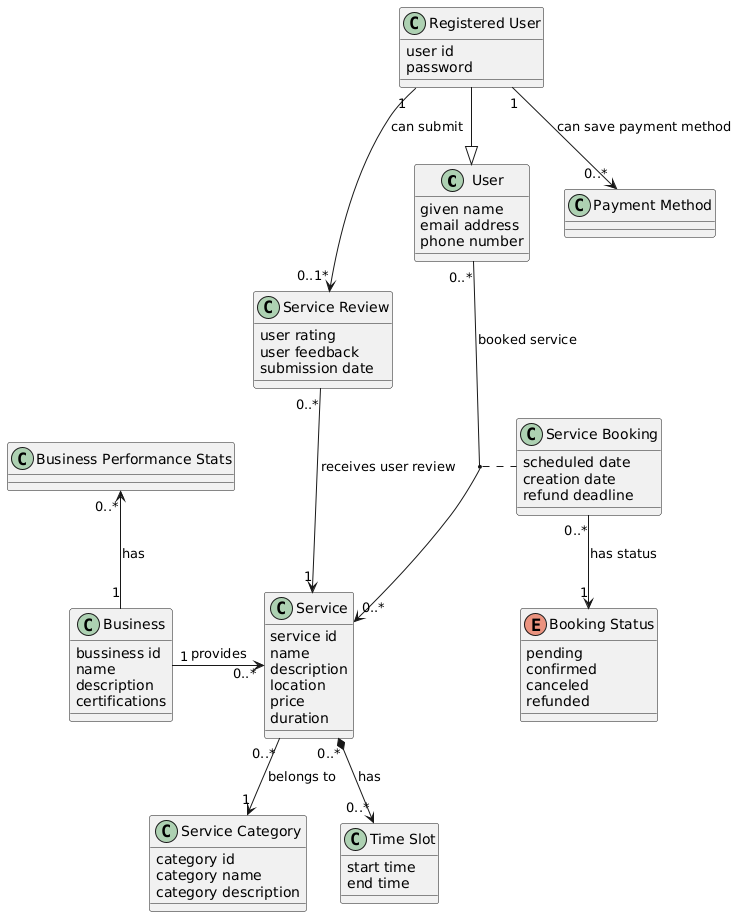 C Registered User
user id
password
1
1
can submit
can save payment method
0..*
C User
given name
email address
phone number
C Payment Method
0..1*
0..*
C Service Review
user rating
user feedback
submission date
booked service
0..*
C Service Booking
scheduled date
creation date
refund deadline
C Business Performance Stats
receives user review
0..*
0..*
has
has status
1
1
1
0..*
C Business
bussiness id
name
description
certifications
1 provides
0..*
C Service
service id
name
description
location
price
duration
E Booking Status
pending
confirmed
canceled
refunded
0..*
0..*
belongs to
has
1
0..*
C Service Category
category id
category name
category description
C Time Slot
start time
end time